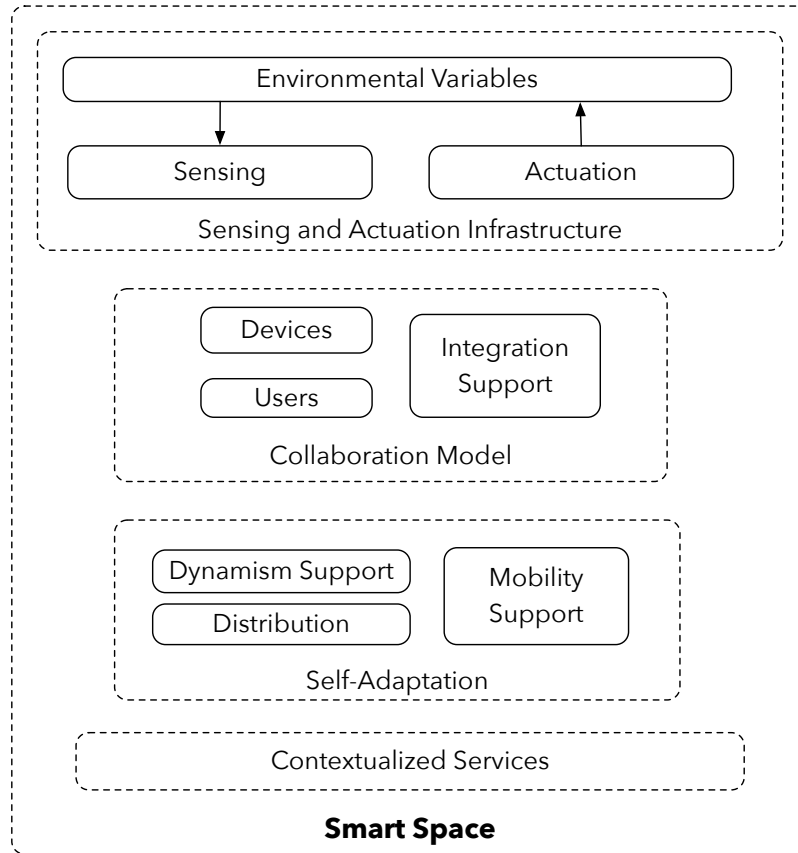 Environmental Variables
Sensing
Actuation
Sensing and Actuation Infrastructure
Devices
Users
Integration
Support
Collaboration Model
Dynamism Support
Distribution
Mobility
Support
Self-Adaptation
Contextualized Services
Smart Space